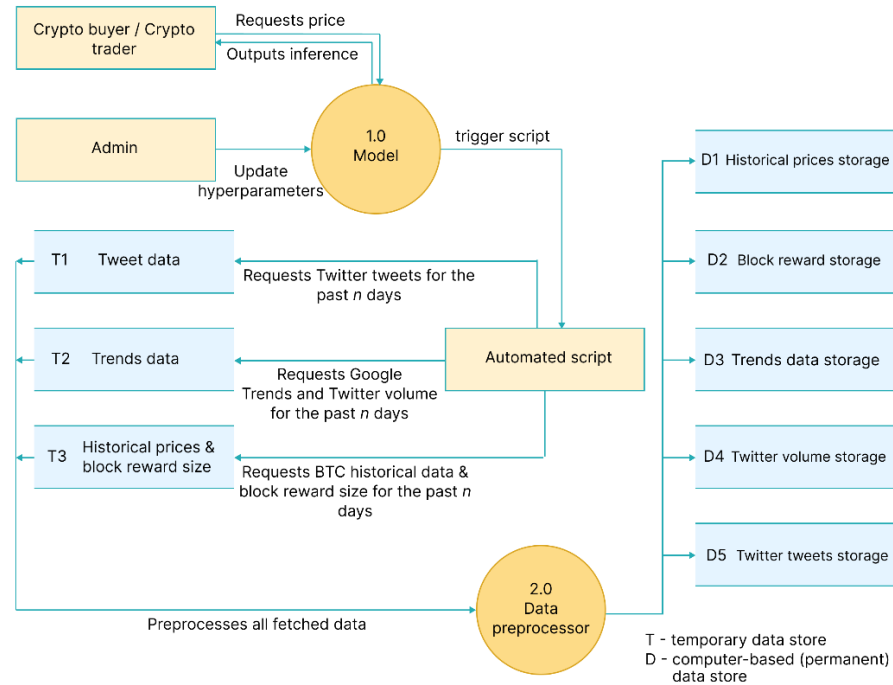 Crypto buyer / Crypto
trader
Requests price
Outputs inference
Admin
Update
hyperparameters
1.0
Model
trigger script
T1 Tweet data
Requests Twitter tweets for the
past n days
T2 Trends data
Requests Google
Trends and Twitter volume
for the past n days
Automated script
T3 Historical prices &
block reward size
Requests BTC historical data &
block reward size for the past n
days
D1 Historical prices storage
D2 Block reward storage
D3 Trends data storage
D4 Twitter volume storage
D5 Twitter tweets storage
Preprocesses all fetched data
2.0
Data
preprocessor
T - temporary data store
D - computer-based (permanent)
data store